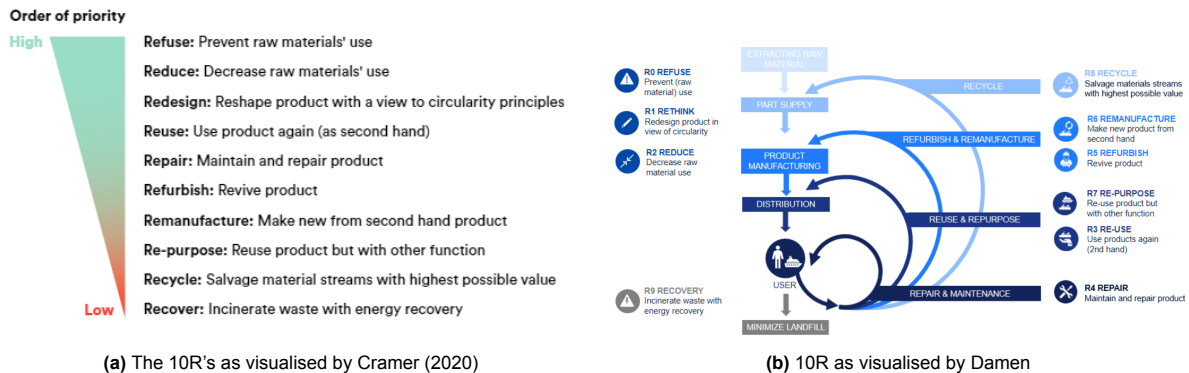 Order of priority
High
Refuse: Prevent raw materials' use
Reduce: Decrease raw materials' use
Redesign: Reshape product with a view to circularity principles
Reuse: Use product again (as second hand)
Repair: Maintain and repair product
Refurbish: Revive product
Remanufacture: Make new from second hand product
Re-purpose: Reuse product but with other function
Recycle: Salvage material streams with highest possible value
Low
Recover: Incinerate waste with energy recovery
(a) The 10R's as visualised by Cramer (2020)
R0 REFUSE
Prevent (raw
material) use
R1 RETHINK
Redesign product in
view of circularity
R2 REDUCE
Decrease raw
material use
R9 RECOVERY
Incinerate waste with
energy recovery
EXTRACTING RAW
MATERIAL
PART SUPPLY
PRODUCT
MANUFACTURING
DISTRIBUTION
USER
MINIMIZE LANDFILL
RECYCLE
REFURBISH & REMANUFACTURE
REUSE & REPURPOSE
REPAIR & MAINTENANCE
R8 RECYCLE
Salvage materials streams
with highest possible value
R6 REMANUFACTURE
Make new product from
second hand
R5 REFURBISH
Revive product
R7 RE-PURPOSE
Re-use product but
with other function
R3 RE-USE
Use products again
(2nd hand)
R4 REPAIR
Maintain and repair product
(b) 10R as visualised by Damen